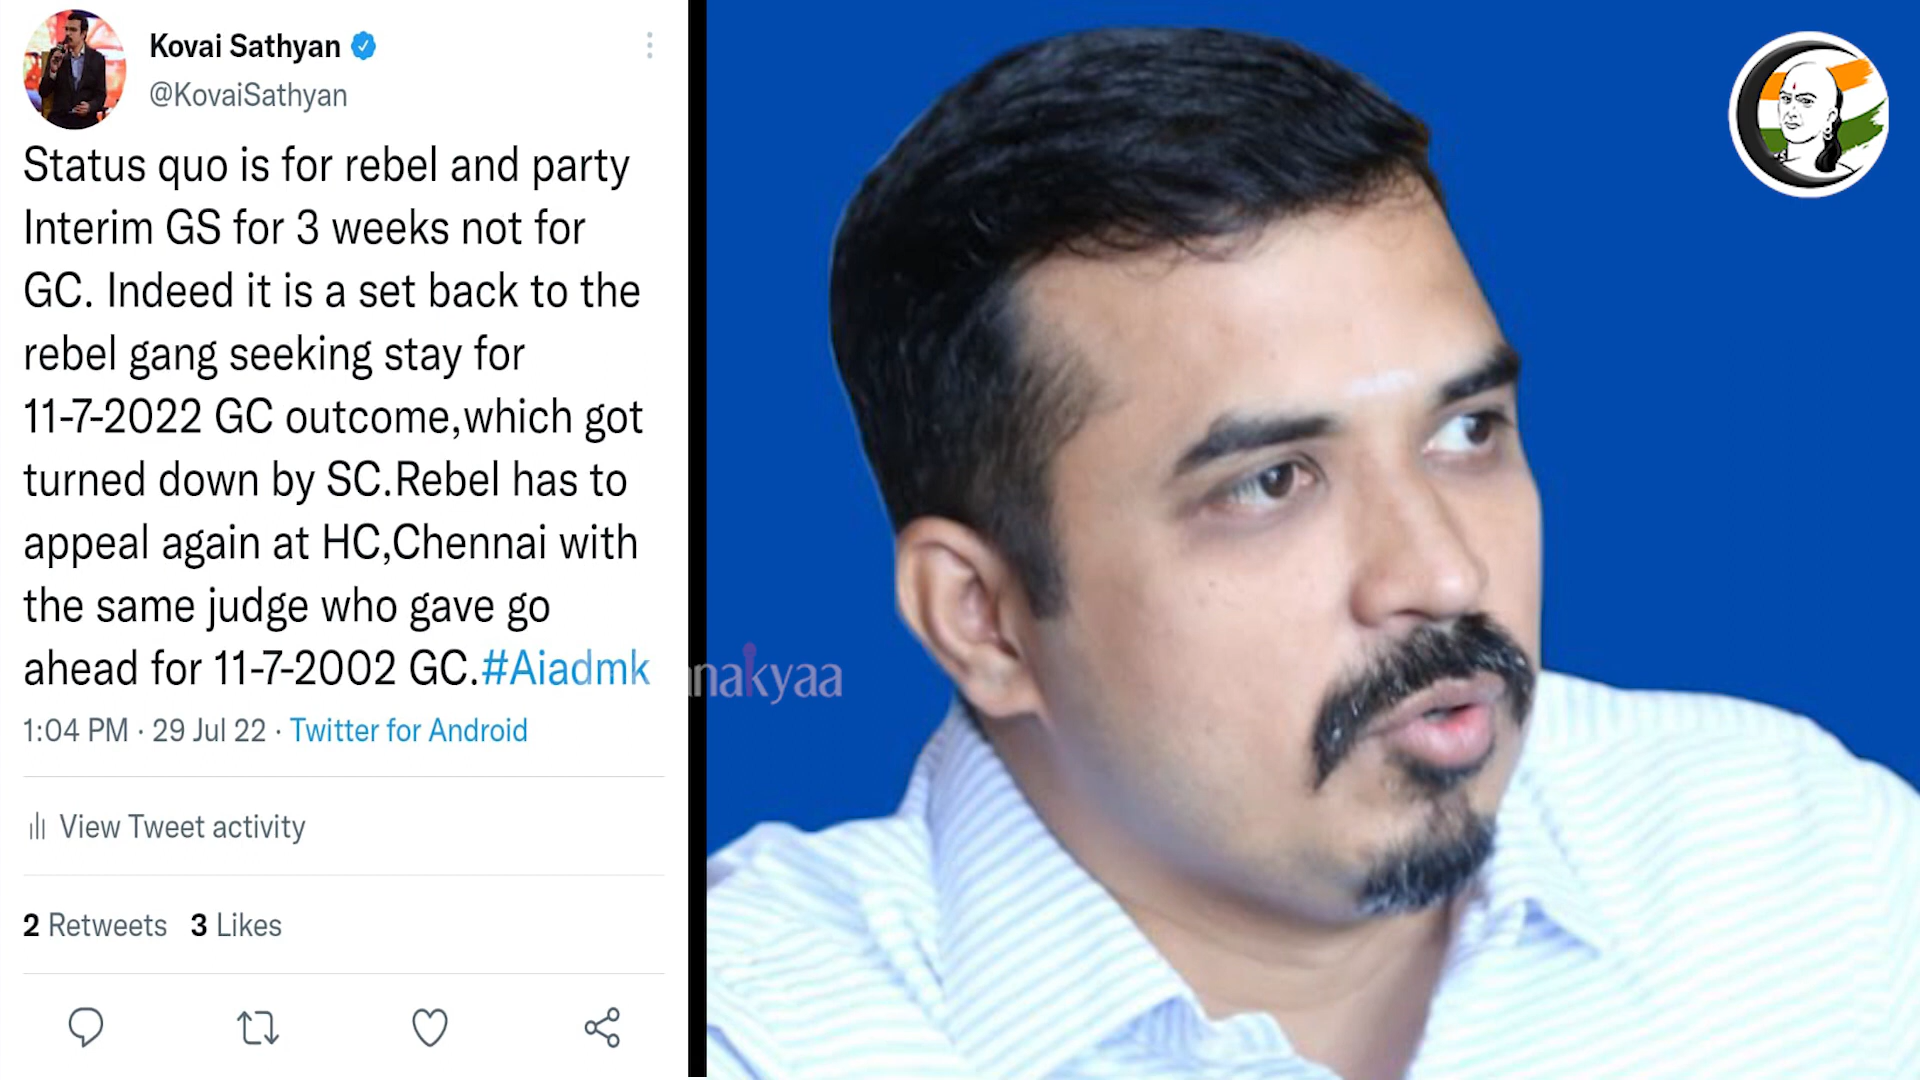 Kovai Sathyan
@KovaiSathyan
Status quo is for rebel and party
Interim GS for 3 weeks not for
GC. Indeed it is a set back to the
rebel gang seeking stay for
11-7-2022 GC outcome,which got
turned down by SC.Rebel has to
appeal again at HC,Chennai with
the same judge who gave go
ahead for 11-7-2002 GC.#Aiadmk
1:04 PM · 29 Jul 22 · Twitter for Android
View Tweet activity
2 Retweets 3 Likes
nakyaa